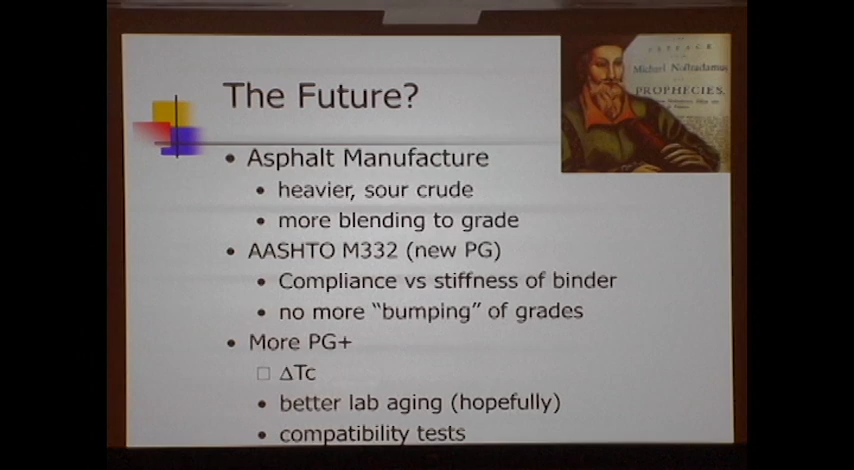 The Future?
PREFACE
Michael Nostradamus
PROPHECIES.
• Asphalt Manufacture
• heavier, sour crude
• more blending to grade
• AASHTO M332 (new PG)
• Compliance vs stiffness of binder
• no more “bumping” of grades
• More PG+
□ ΔTc
• better lab aging (hopefully)
• compatibility tests